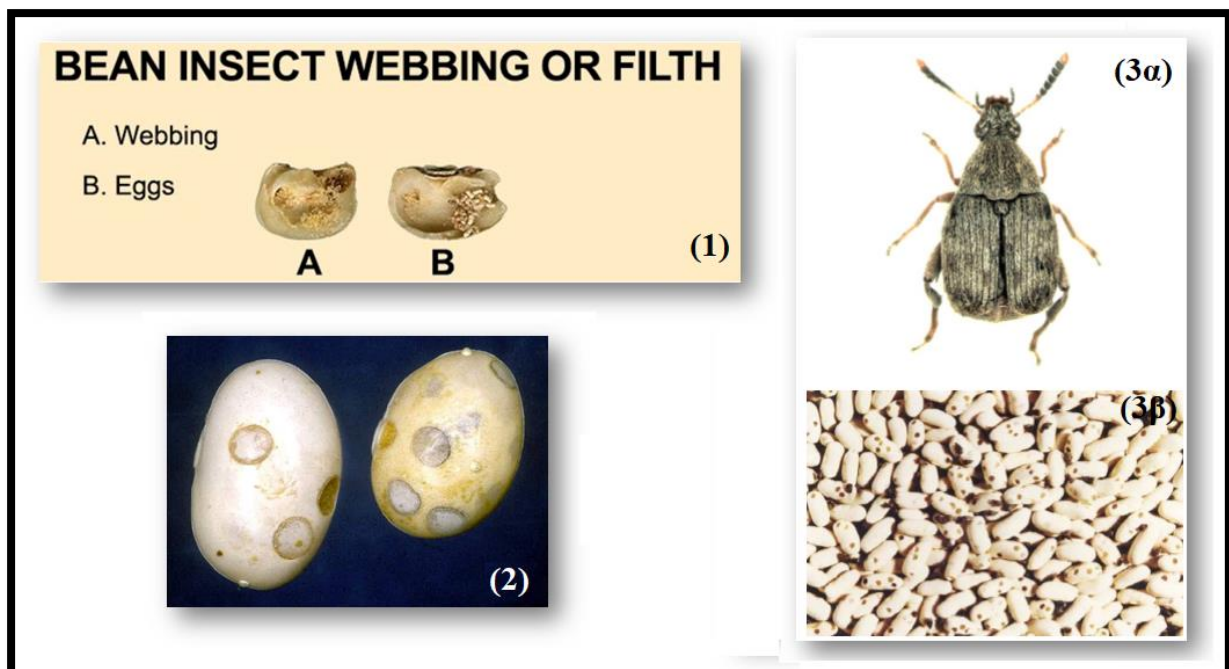 BEAN INSECT WEBBING OR FILTH
A. Webbing
B. Eggs
A B
(1)
(2)
(3α)
(3β)